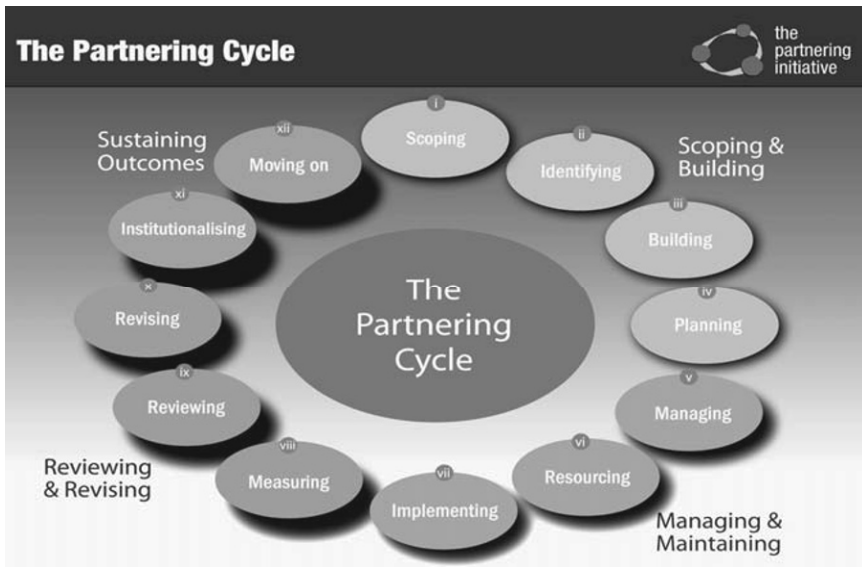 The Partnering Cycle
the
partnering
initiative
Sustaining
Outcomes
Scoping &
Building
i
Scoping
ii
Identifying
iii
Building
iv
Planning
v
Managing
vi
Resourcing
vii
Implementing
viii
Measuring
ix
Reviewing
x
Revising
xi
Institutionalising
xii
Moving on
The
Partnering
Cycle
Reviewing
& Revising
Managing &
Maintaining